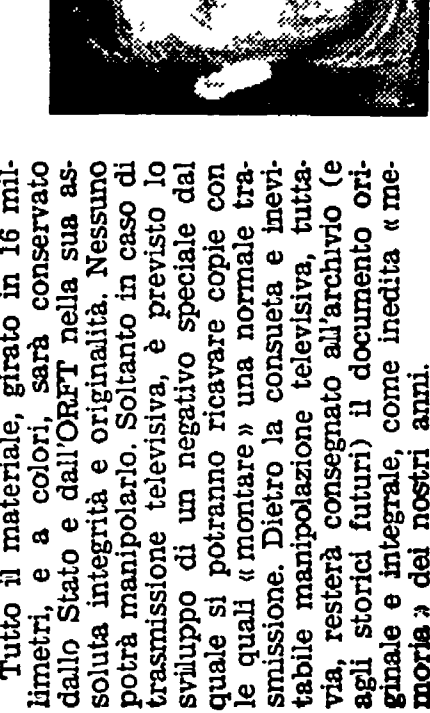 Tutto il materiale, girato in 16 mil-
limetri, e a colori, sarà conservato
dallo Stato e dall'ORFT nella sua as-
soluta integrità e originalità. Nessuno
potrà manipolarlo. Soltanto in caso di
trasmissione televisiva, è previsto lo
sviluppo di un negativo speciale dal
quale si potranno ricavare copie con
le quali « montare » una normale tra-
smissione. Dietro la consueta e inevi-
tabile manipolazione televisiva, tutta-
via, resterà consegnato all'archivio (e
agli storici futuri) il documento ori-
ginale e integrale, come inedita « me-
moria » dei nostri anni.